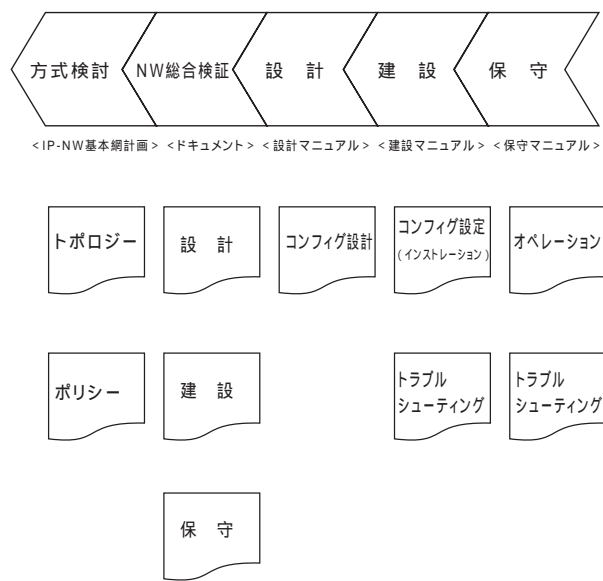 方式検討 NW総合検証 設 計 建 設 保 守
<IP-NW基本網計画> <ドキュメント> <設計マニュアル> <建設マニュアル> <保守マニュアル>
トポロジー
設 計
コンフィグ設計
コンフィグ設定
(インストレーション)
オペレーション
ポリシー
建 設
トラブル
シューティング
トラブル
シューティング
保 守